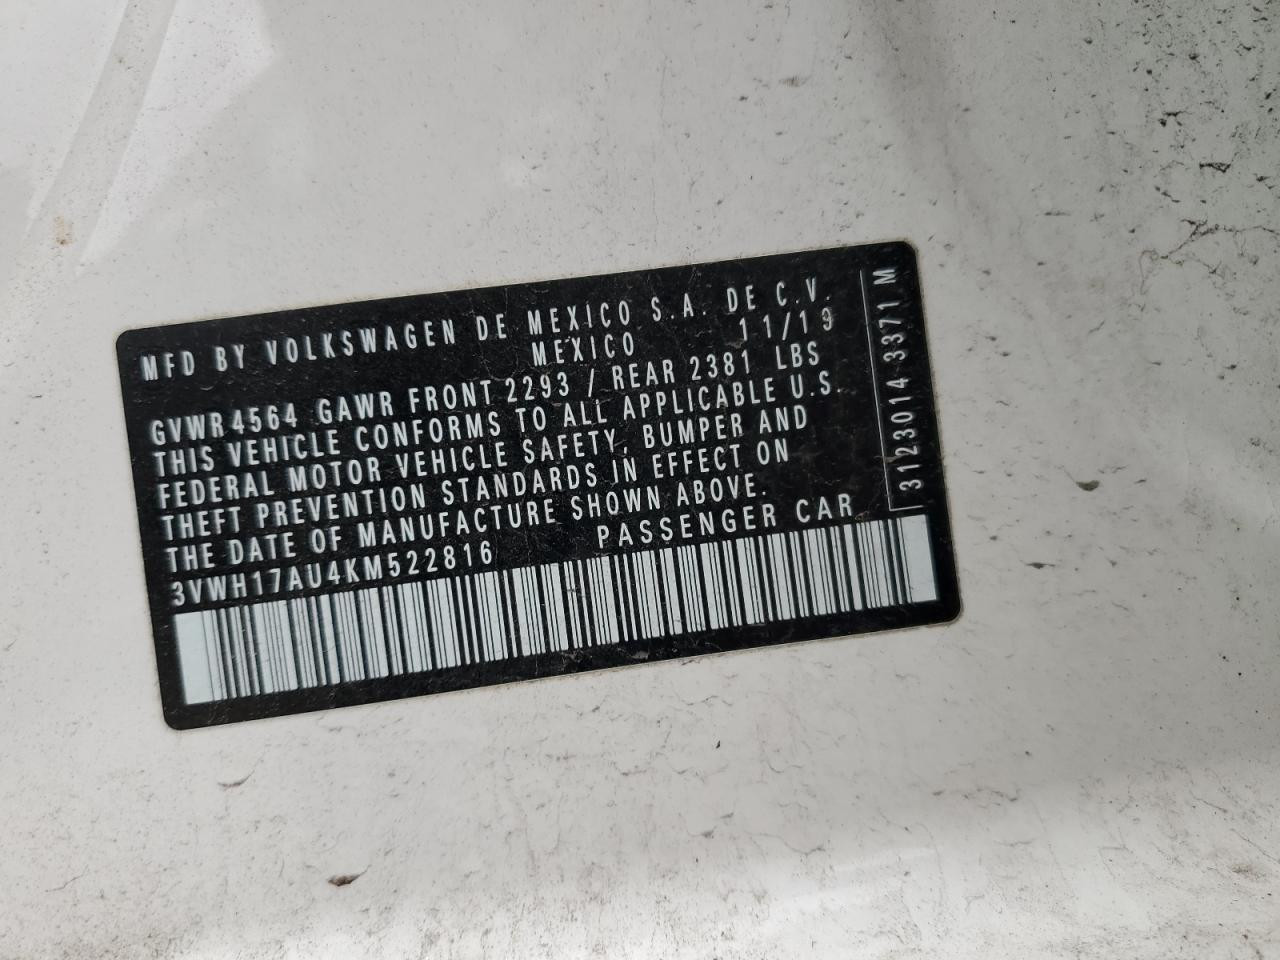 MFD BY VOLKSWAGEN DE MEXICO S.A. DE C.V.
MEXICO 11/19
GVWR 4564 GAWR FRONT 2293 / REAR 2381 LBS
THIS VEHICLE CONFORMS TO ALL APPLICABLE U.S.
FEDERAL MOTOR VEHICLE SAFETY, BUMPER AND
THEFT PREVENTION STANDARDS IN EFFECT ON
THE DATE OF MANUFACTURE SHOWN ABOVE.
3VWH17AU4KM522816 PASSENGER CAR
3123014 3371 M